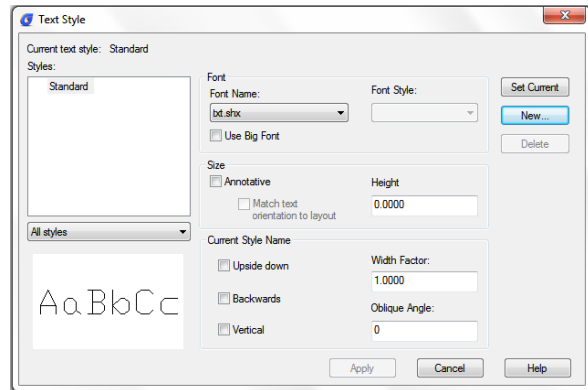 Text Style
Current text style: Standard
Styles:
Standard
All styles
AaBbCc
Font
Font Name:
txt.shx
Use Big Font
Font Style:
Size
Annotative
Match text
orientation to layout
Height
0.0000
Current Style Name
Upside down
Backwards
Vertical
Width Factor:
1.0000
Oblique Angle:
0
Set Current
New...
Delete
Apply
Cancel
Help